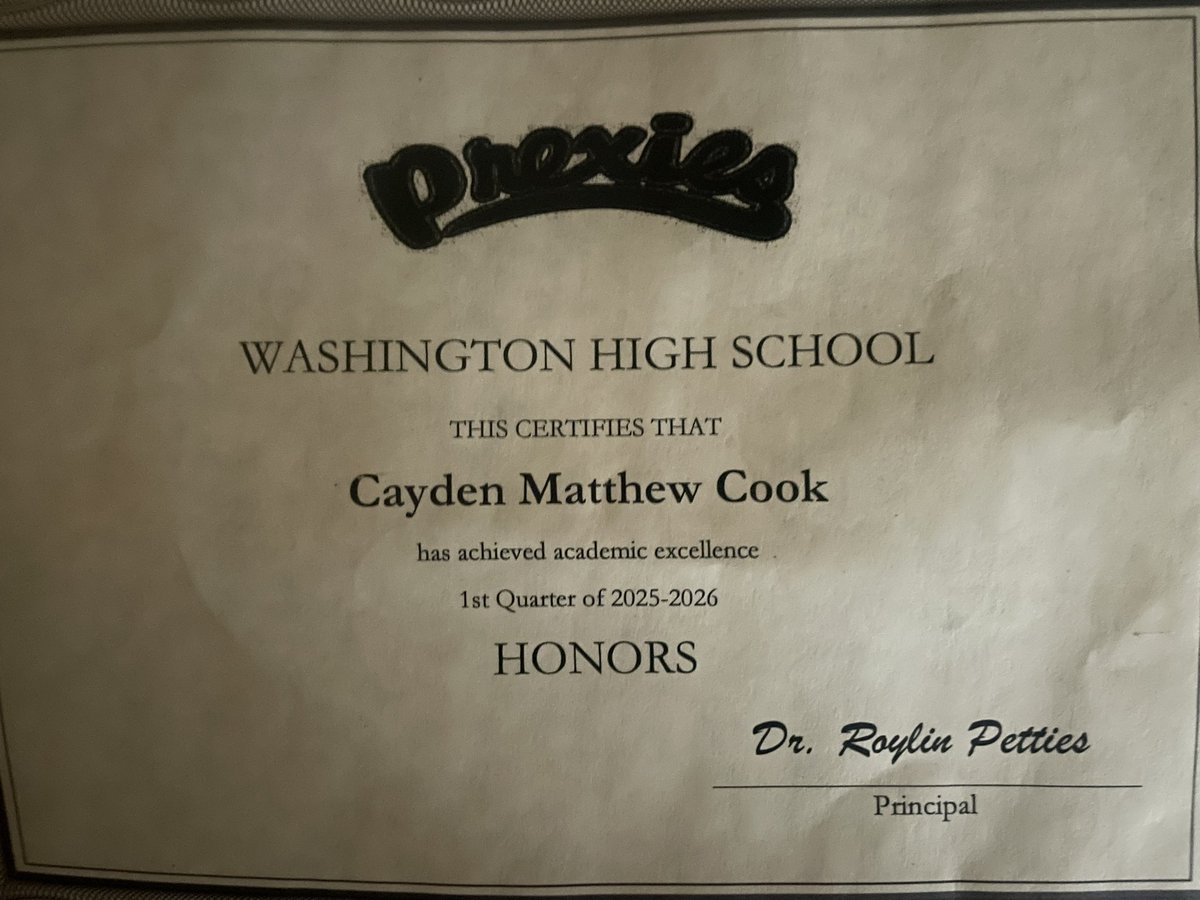 Prexies
WASHINGTON HIGH SCHOOL
THIS CERTIFIES THAT
Cayden Matthew Cook
has achieved academic excellence
1st Quarter of 2025-2026
HONORS
Dr. Roylin Petties
Principal